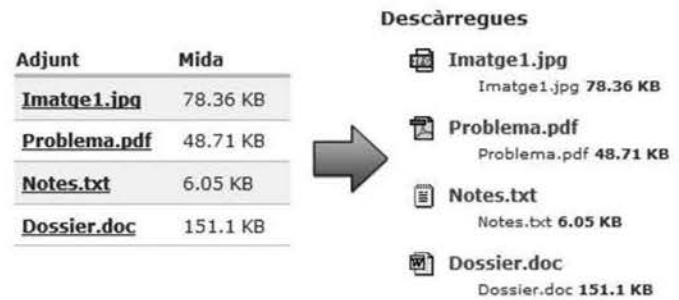 Adjunt Mida
Imatge1.jpg 78.36 KB
Problema.pdf 48.71 KB
Notes.txt 6.05 KB
Dossier.doc 151.1 KB
Descàrregues
Imatge1.jpg
Imatge1.jpg 78.36 KB
Problema.pdf
Problema.pdf 48.71 KB
Notes.txt
Notes.txt 6.05 KB
Dossier.doc
Dossier.doc 151.1 KB